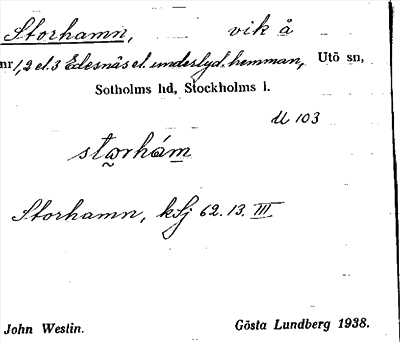 Storhamn, vik å
nr 1,2 el. 3 Edesnäs el. underlyd. hemman, Utö sn,
Sotholms hd, Stockholms l.
U 103
stɷrhám
Storhamn, kSj 62.13. III
John Westin. Gösta Lundberg 1938.